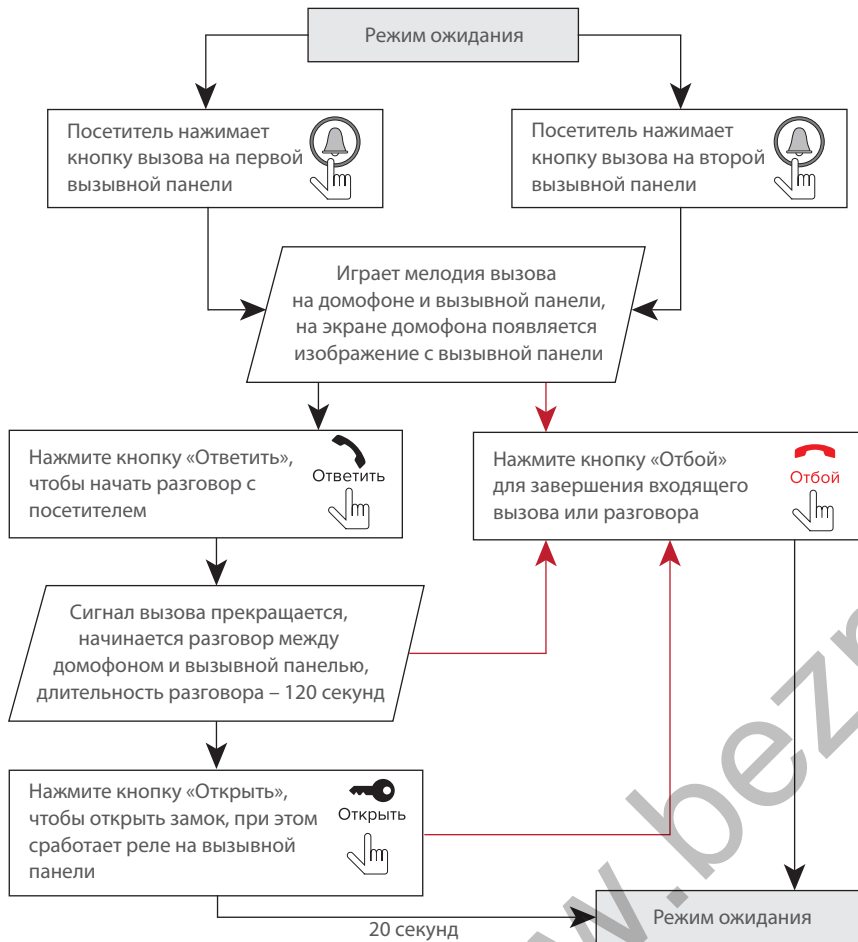 Режим ожидания
Посетитель нажимает
кнопку вызова на первой
вызывной панели
Посетитель нажимает
кнопку вызова на второй
вызывной панели
Играет мелодия вызова
на домофоне и вызывной панели,
на экране домофона появляется
изображение с вызывной панели
Нажмите кнопку «Ответить»,
чтобы начать разговор с
посетителем
Ответить
Нажмите кнопку «Отбой»
для завершения входящего
вызова или разговора
Отбой
Сигнал вызова прекращается,
начинается разговор между
домофоном и вызывной панелью,
длительность разговора – 120 секунд
Нажмите кнопку «Открыть»,
чтобы открыть замок, при этом
сработает реле на вызывной
панели
Открыть
20 секунд
Режим ожидания